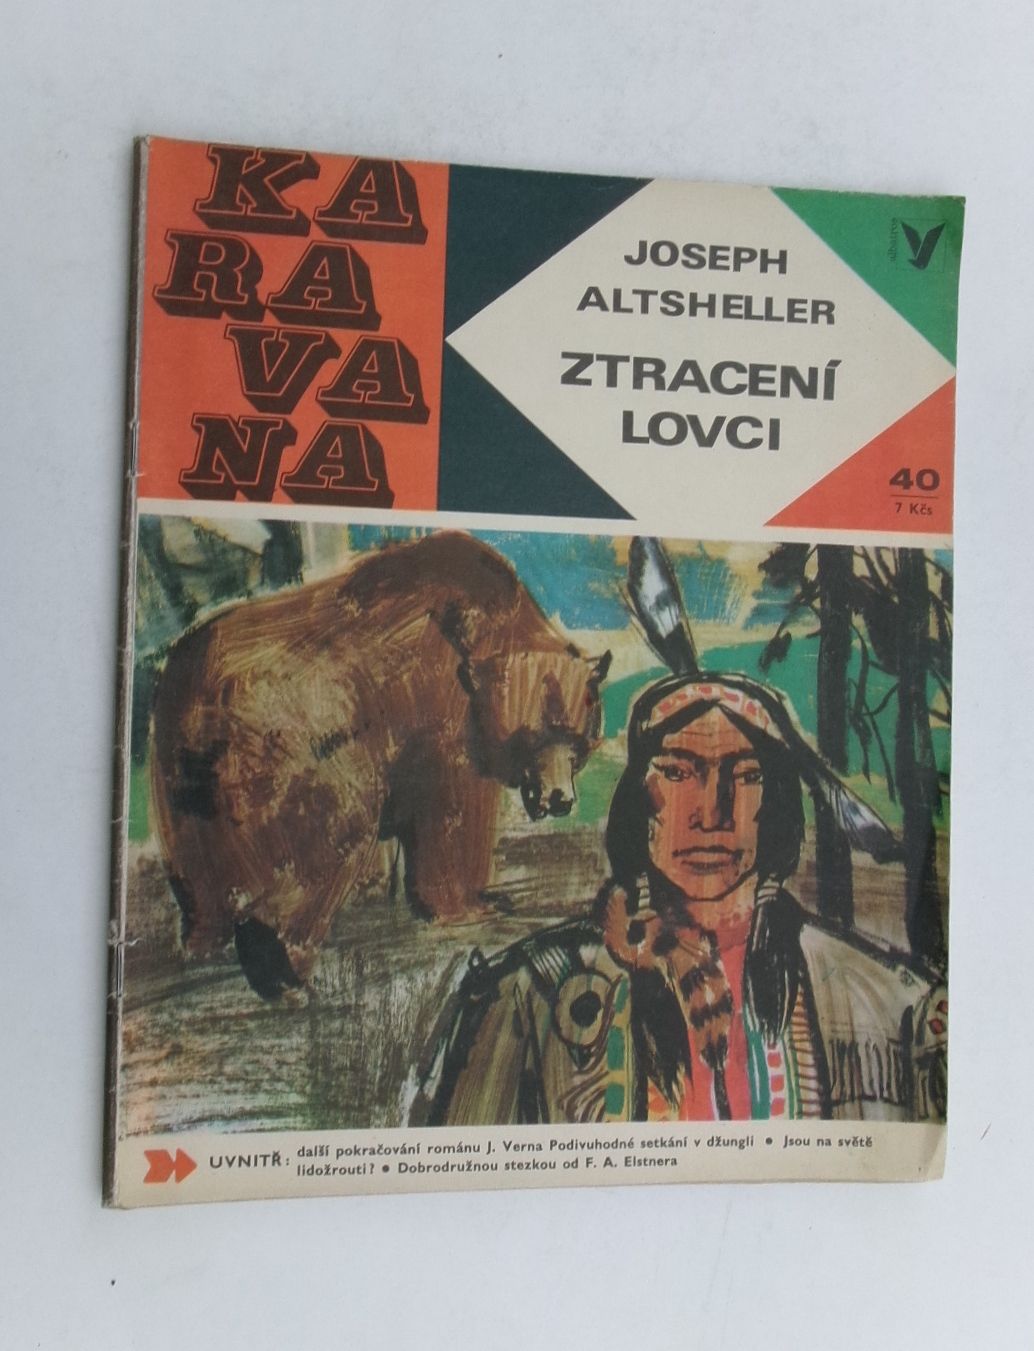 KA
RA
VA
NA
JOSEPH
ALTSHELLER
ZTRACENÍ
LOVCI
albatros
40
7 Kčs
UVNITŘ: další pokračování románu J. Verna Podivuhodné setkání v džungli • Jsou na světě
lidožrouti? • Dobrodružnou stezkou od F. A. Elstnera